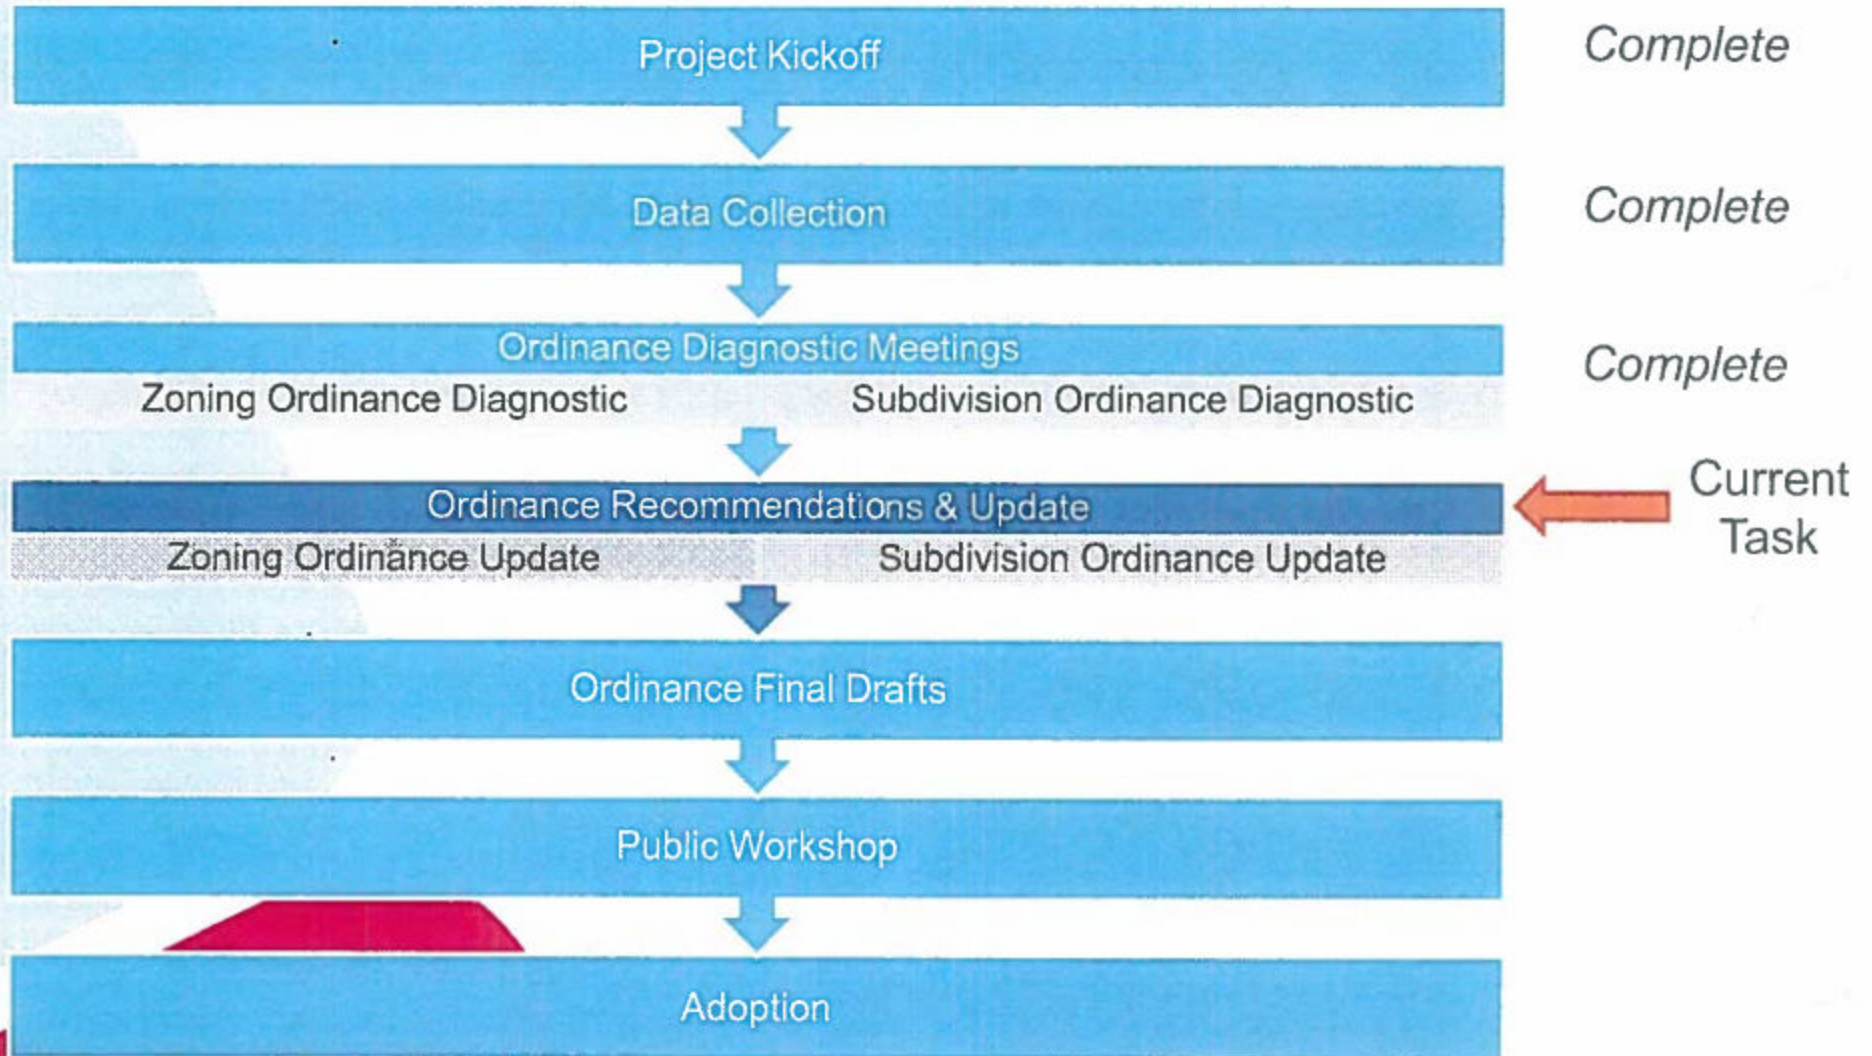 Project Kickoff
Complete
Data Collection
Complete
Ordinance Diagnostic Meetings
Complete
Zoning Ordinance Diagnostic
Subdivision Ordinance Diagnostic
Ordinance Recommendations & Update
Current
Task
Zoning Ordinance Update
Subdivision Ordinance Update
Ordinance Final Drafts
Public Workshop
Adoption